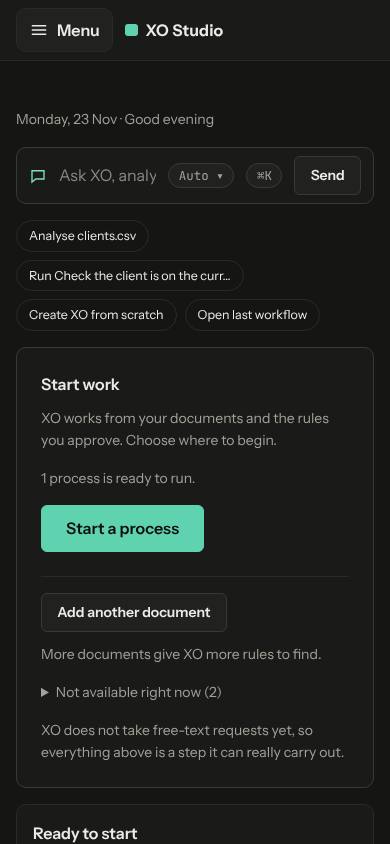 Menu
XO Studio
Monday, 23 Nov · Good evening
Ask XO, analy
Auto ▾
⌘K
Send
Analyse clients.csv
Run Check the client is on the curr...
Create XO from scratch
Open last workflow
Start work
XO works from your documents and the rules
you approve. Choose where to begin.
1 process is ready to run.
Start a process
Add another document
More documents give XO more rules to find.
▶ Not available right now (2)
XO does not take free-text requests yet, so
everything above is a step it can really carry out.
Ready to start